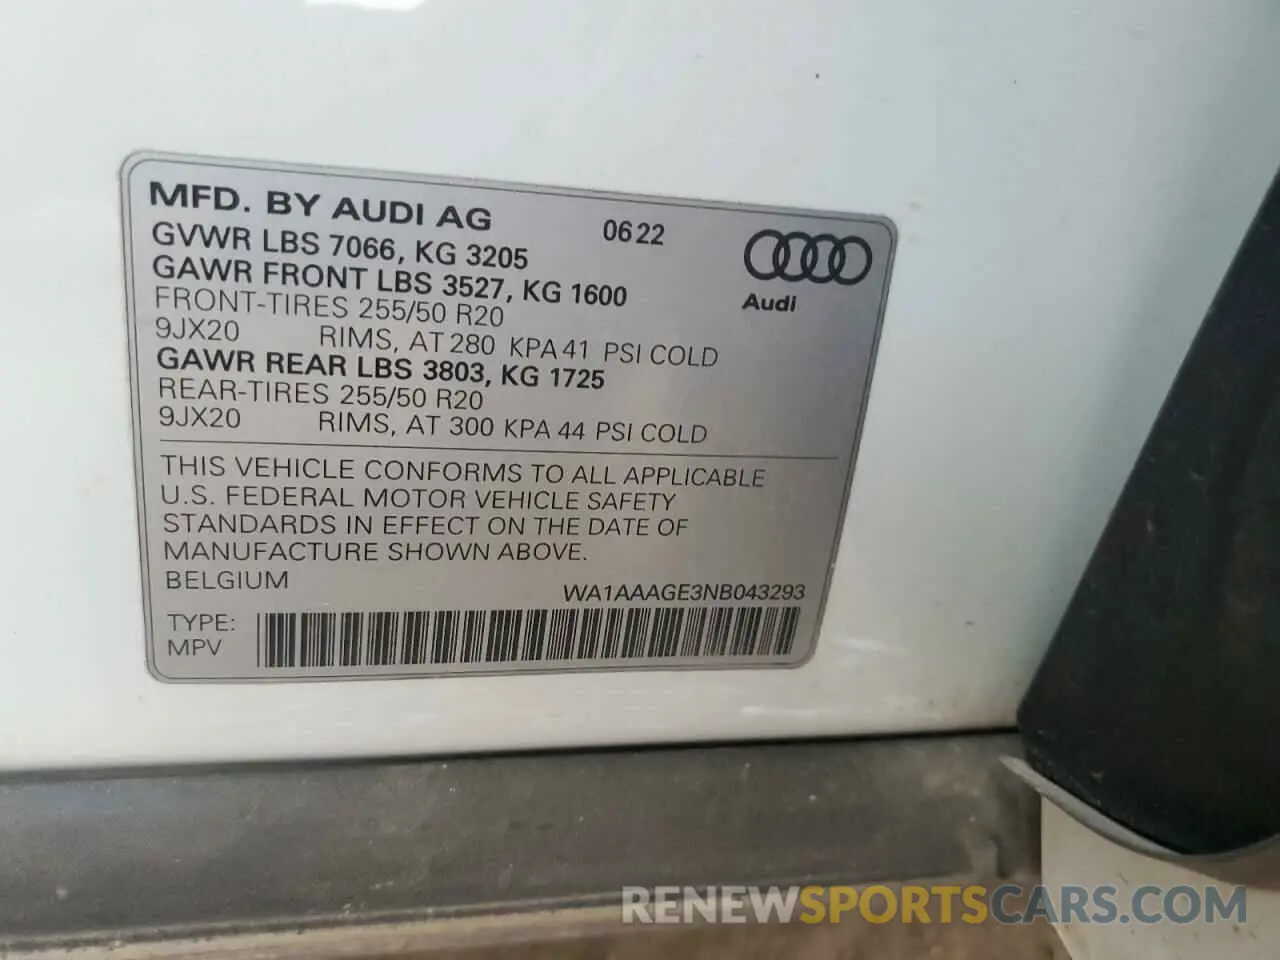 MFD. BY AUDI AG 0622
GVWR LBS 7066, KG 3205
GAWR FRONT LBS 3527, KG 1600
Audi
FRONT-TIRES 255/50 R20
9JX20 RIMS, AT 280 KPA 41 PSI COLD
GAWR REAR LBS 3803, KG 1725
REAR-TIRES 255/50 R20
9JX20 RIMS, AT 300 KPA 44 PSI COLD
THIS VEHICLE CONFORMS TO ALL APPLICABLE
U.S. FEDERAL MOTOR VEHICLE SAFETY
STANDARDS IN EFFECT ON THE DATE OF
MANUFACTURE SHOWN ABOVE.
BELGIUM WA1AAAGE3NB043293
TYPE:
MPV
RENEWSPORTSCARS.COM